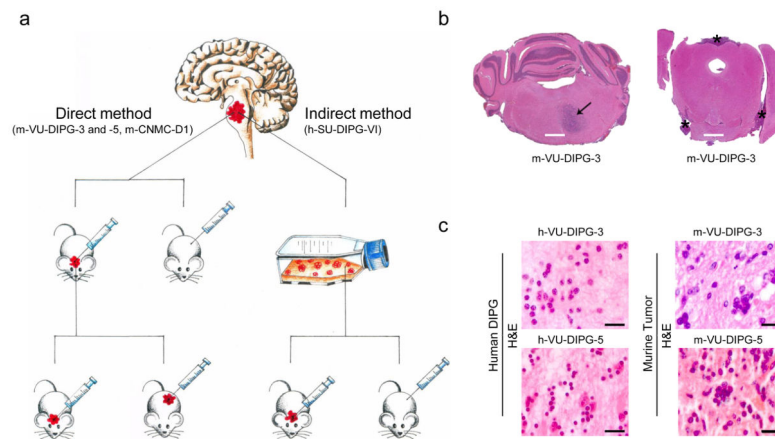 a
Direct method
(m-VU-DIPG-3 and -5, m-CNMC-D1)
Indirect method
(h-SU-DIPG-VI)
b
*
*
*
m-VU-DIPG-3
m-VU-DIPG-3
c
Human DIPG
H&E
h-VU-DIPG-3
h-VU-DIPG-5
Murine Tumor
H&E
m-VU-DIPG-3
m-VU-DIPG-5